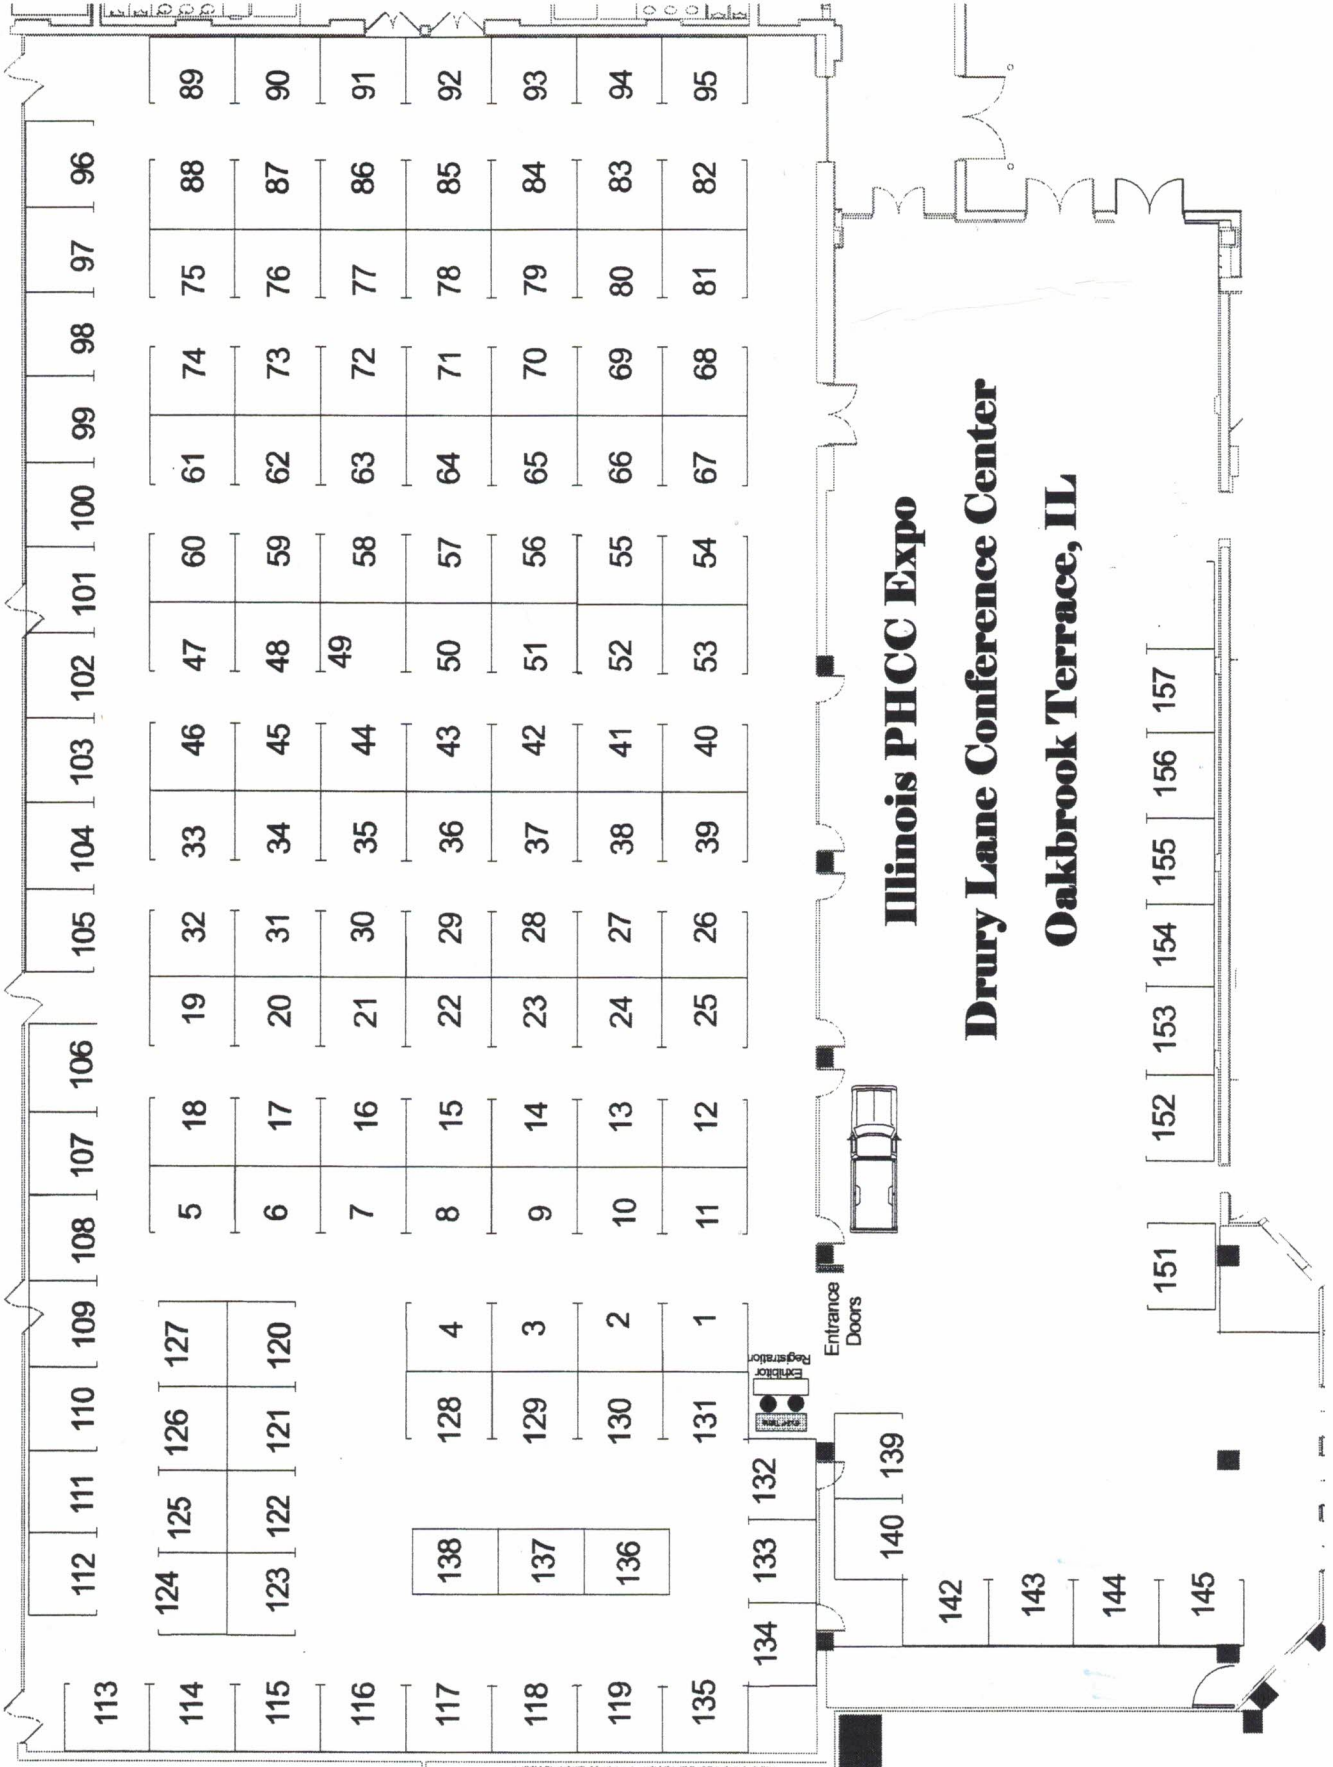 113 112 111 110 109 108 107 106 105 104 103 102 101 100 99 98 97 96
114 124 125 126 127 5 18 19 32 33 46 47 60 61 74 75 88 89
115 123 122 121 120 6 17 20 31 34 45 48 59 62 73 76 87 90
116 7 16 21 30 35 44 49 58 63 72 77 86 91
117 138 128 4 8 15 22 29 36 43 50 57 64 71 78 85 92
118 137 129 3 9 14 23 28 37 42 51 56 65 70 79 84 93
119 136 130 2 10 13 24 27 38 41 52 55 66 69 80 83 94
135 131 1 11 12 25 26 39 40 53 54 67 68 81 82 95
134 133 132
Exhibitor
Registration
Entrance
Doors
140 139
Illinois PHCC Expo
Drury Lane Conference Center
Oakbrook Terrace, IL
142
143
144
145
151 152 153 154 155 156 157